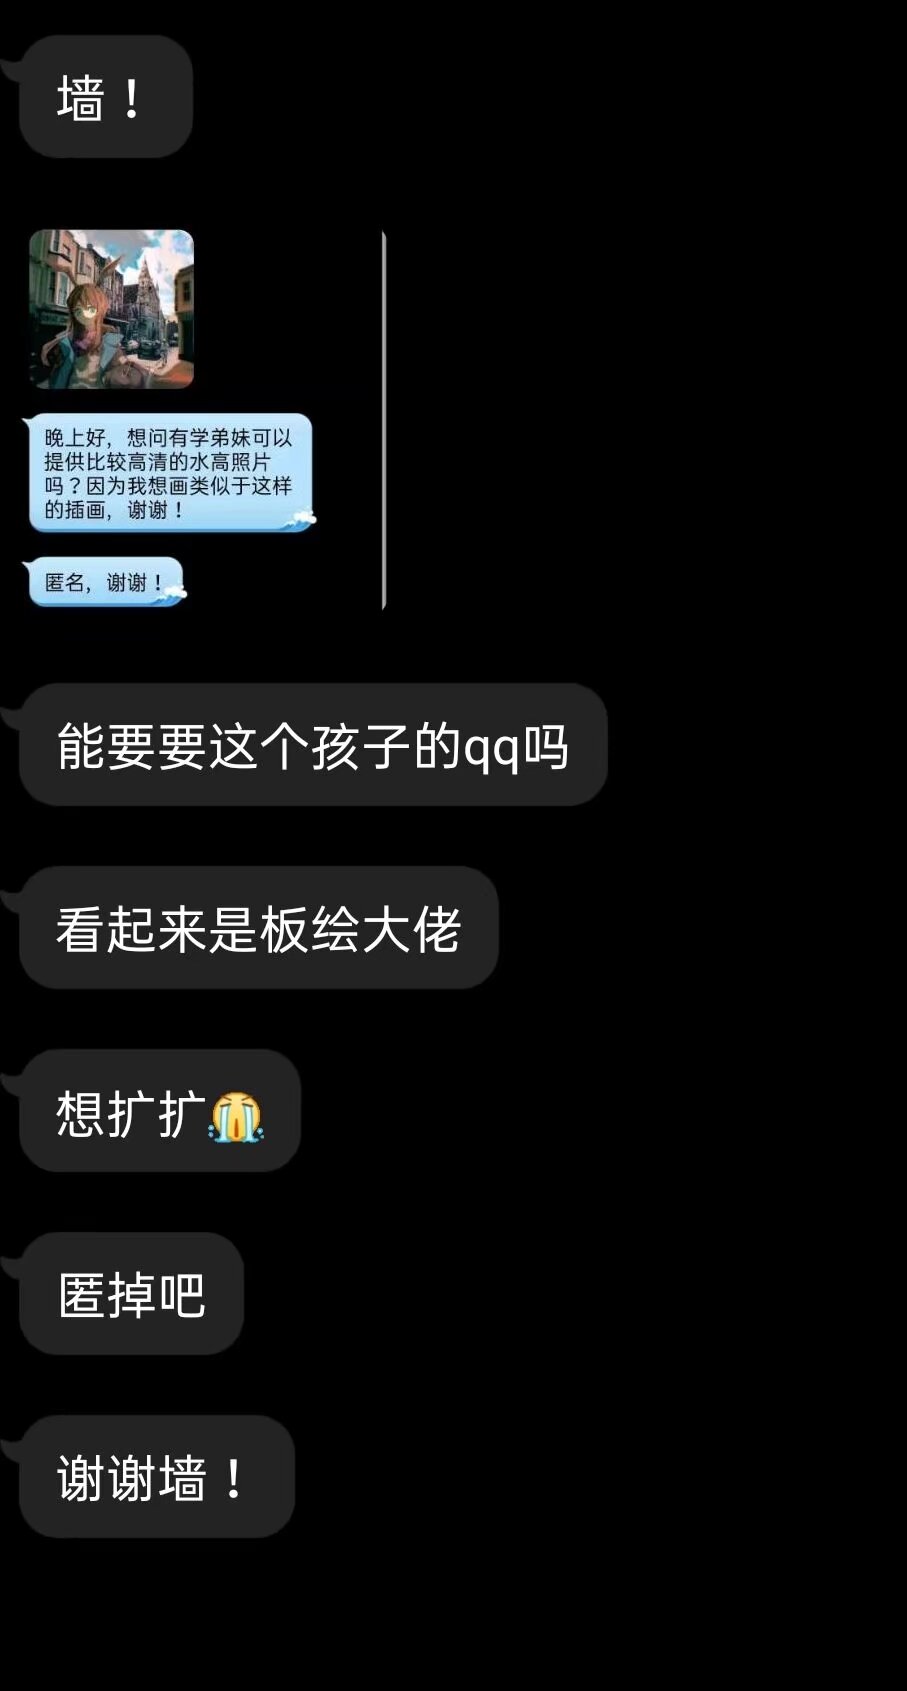 墙！
晚上好，想问有学弟妹可以
提供比较高清的水高照片
吗？因为我想画类似于这样
的插画，谢谢！
匿名，谢谢！
能要要这个孩子的qq吗
看起来是板绘大佬
想扩扩😭
匿掉吧
谢谢墙！